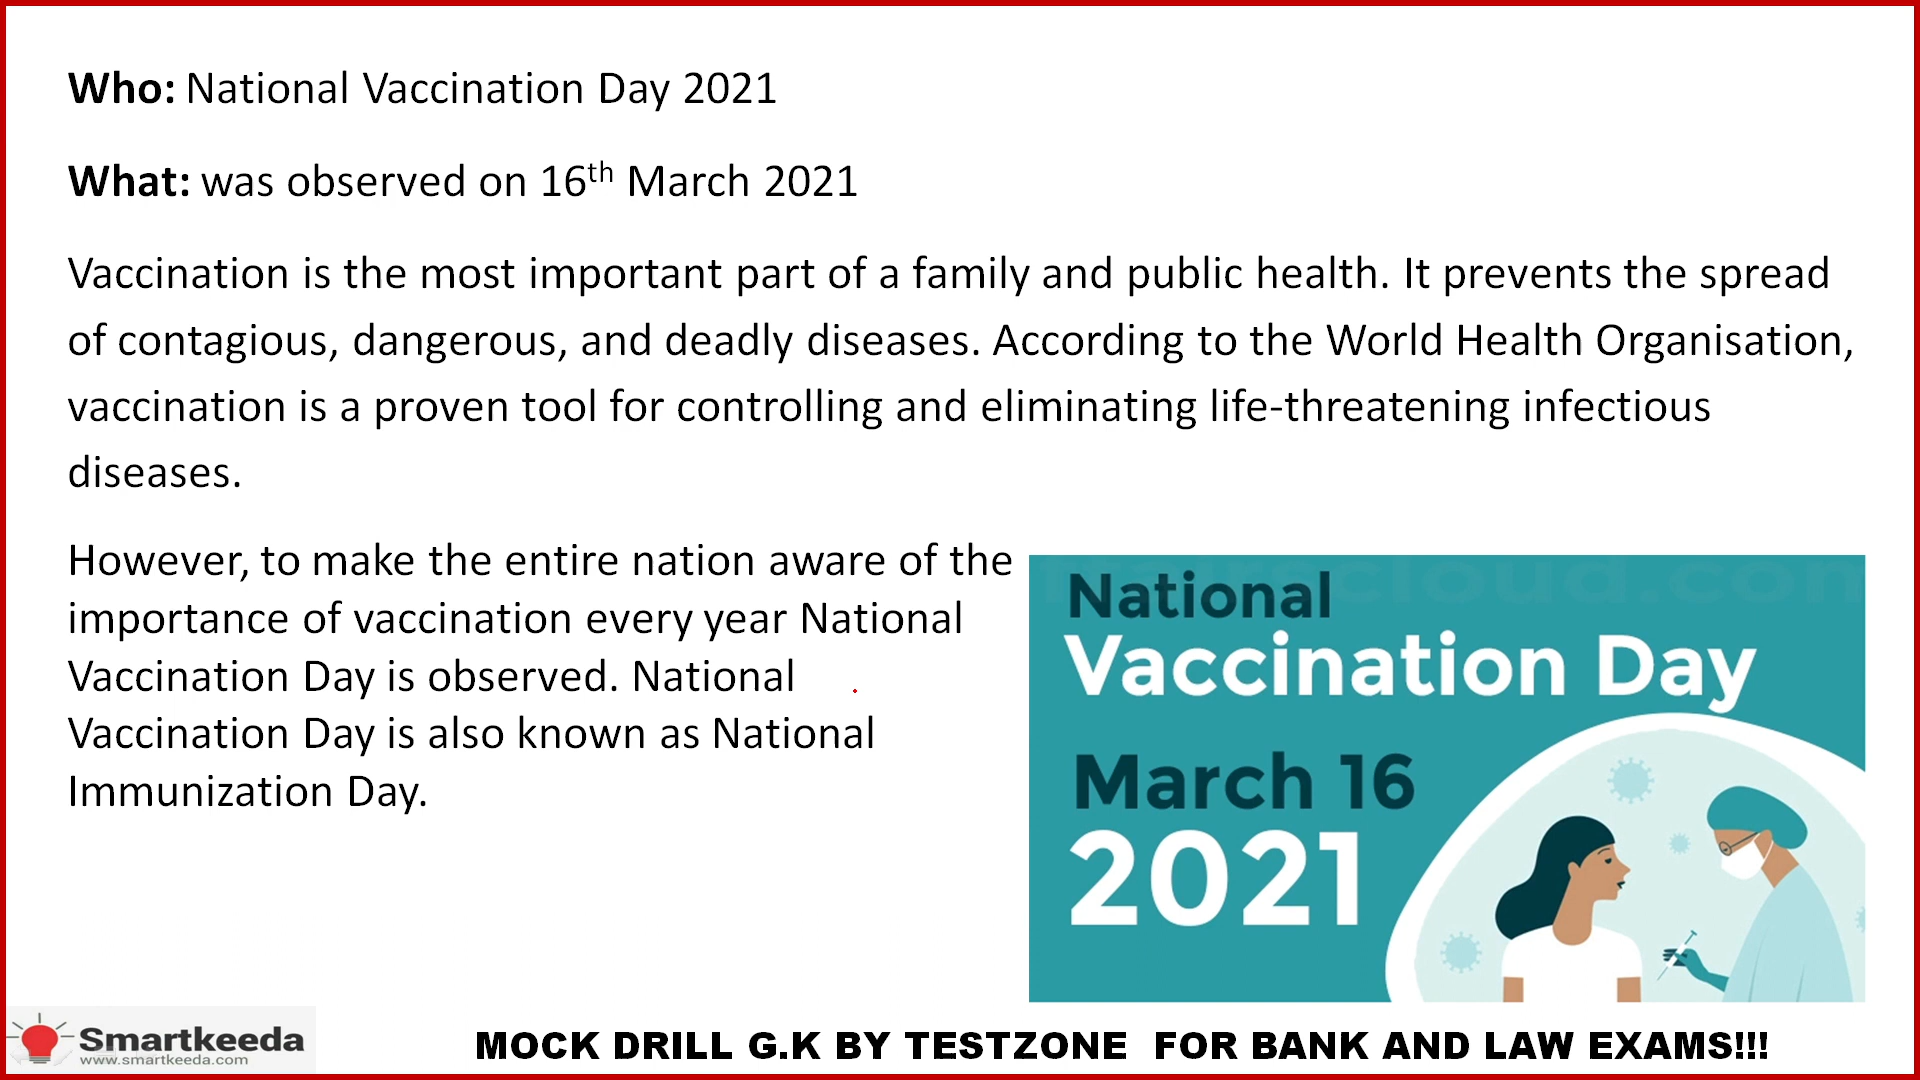 Who: National Vaccination Day 2021
What: was observed on 16th March 2021
Vaccination is the most important part of a family and public health. It prevents the spread
of contagious, dangerous, and deadly diseases. According to the World Health Organisation,
vaccination is a proven tool for controlling and eliminating life-threatening infectious
diseases.
However, to make the entire nation aware of the
importance of vaccination every year National
Vaccination Day is observed. National
Vaccination Day is also known as National
Immunization Day.
National
Vaccination Day
March 16
2021
Smartkeeda
www.smartkeeda.com
MOCK DRILL G.K BY TESTZONE FOR BANK AND LAW EXAMS!!!